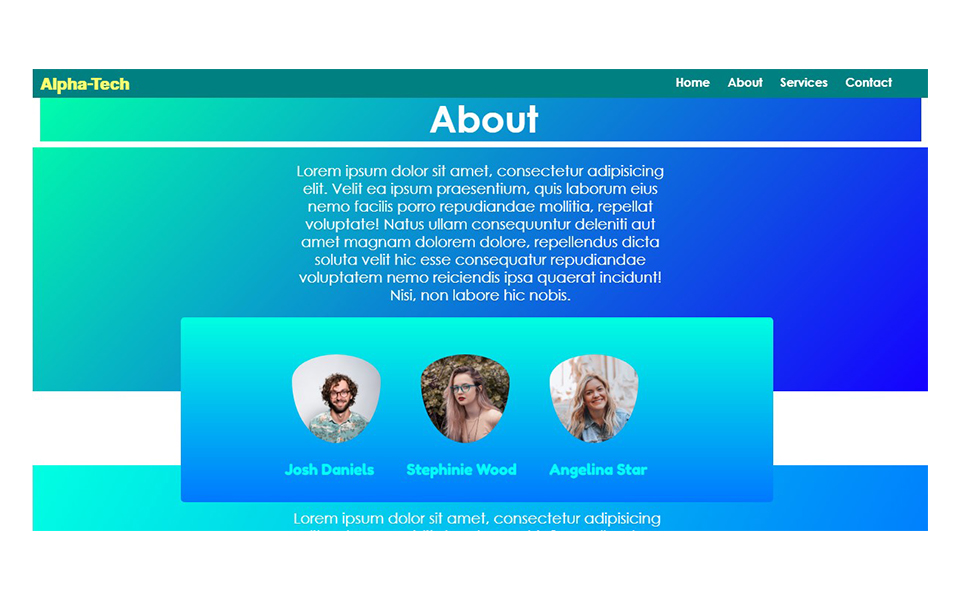 Alpha-Tech
Home About Services Contact
About
Lorem ipsum dolor sit amet, consectetur adipisicing
elit. Velit ea ipsum praesentium, quis laborum eius
nemo facilis porro repudiandae mollitia, repellat
voluptate! Natus ullam consequuntur deleniti aut
amet magnam dolorem dolore, repellendus dicta
soluta velit hic esse consequatur repudiandae
voluptatem nemo reiciendis ipsa quaerat incidunt!
Nisi, non labore hic nobis.
Josh Daniels
Stephinie Wood
Angelina Star
Lorem ipsum dolor sit amet, consectetur adipisicing